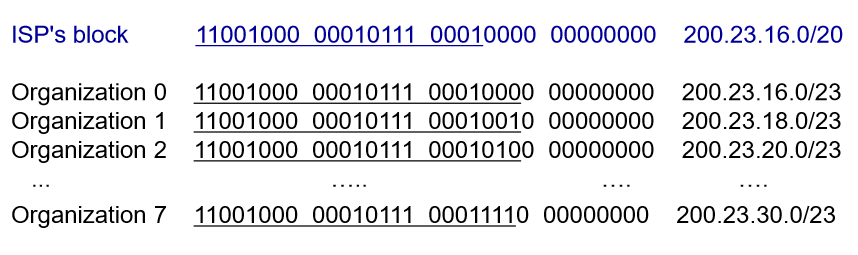 ISP's block 11001000 00010111 00010000 00000000 200.23.16.0/20
Organization 0 11001000 00010111 00010000 00000000 200.23.16.0/23
Organization 1 11001000 00010111 00010010 00000000 200.23.18.0/23
Organization 2 11001000 00010111 00010100 00000000 200.23.20.0/23
... ….. …. ….
Organization 7 11001000 00010111 00011110 00000000 200.23.30.0/23